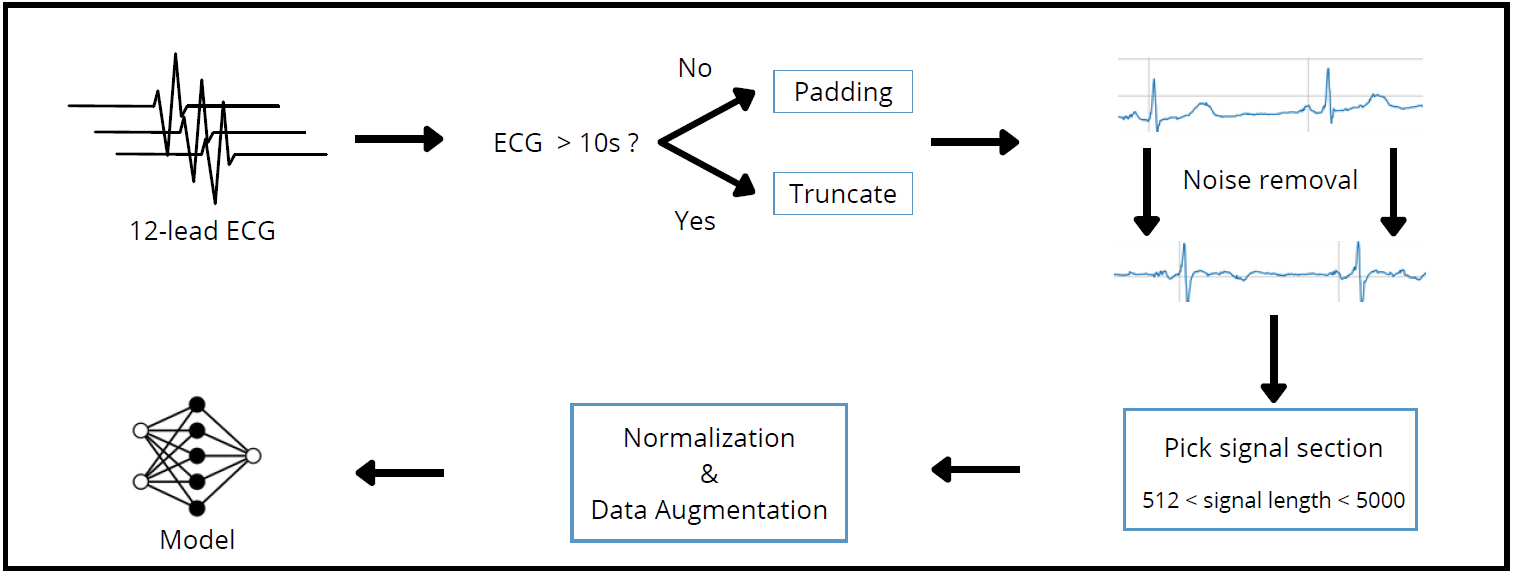 12-lead ECG
ECG > 10s ?
No
Padding
Yes
Truncate
Noise removal
Pick signal section
512 < signal length < 5000
Normalization
&
Data Augmentation
Model